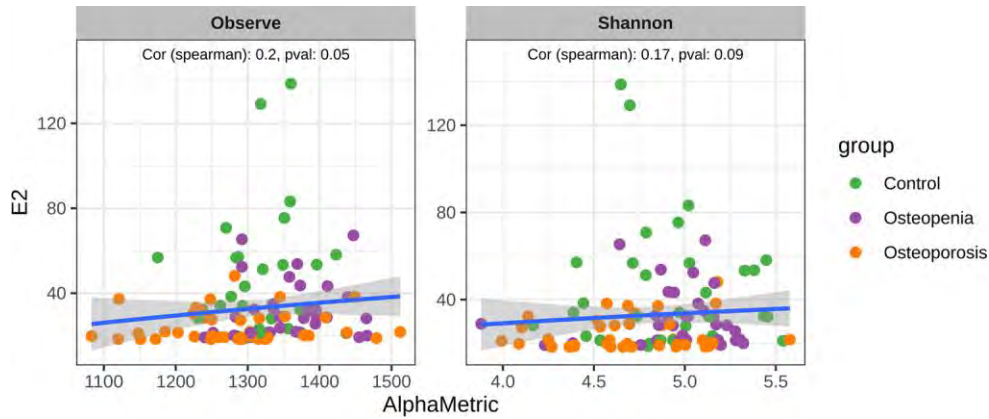 Observe
Shannon
Cor (spearman): 0.2, pval: 0.05
Cor (spearman): 0.17, pval: 0.09
E2
120
80
40
120
80
40
1100 1200 1300 1400 1500
4.0 4.5 5.0 5.5
AlphaMetric
group
Control
Osteopenia
Osteoporosis